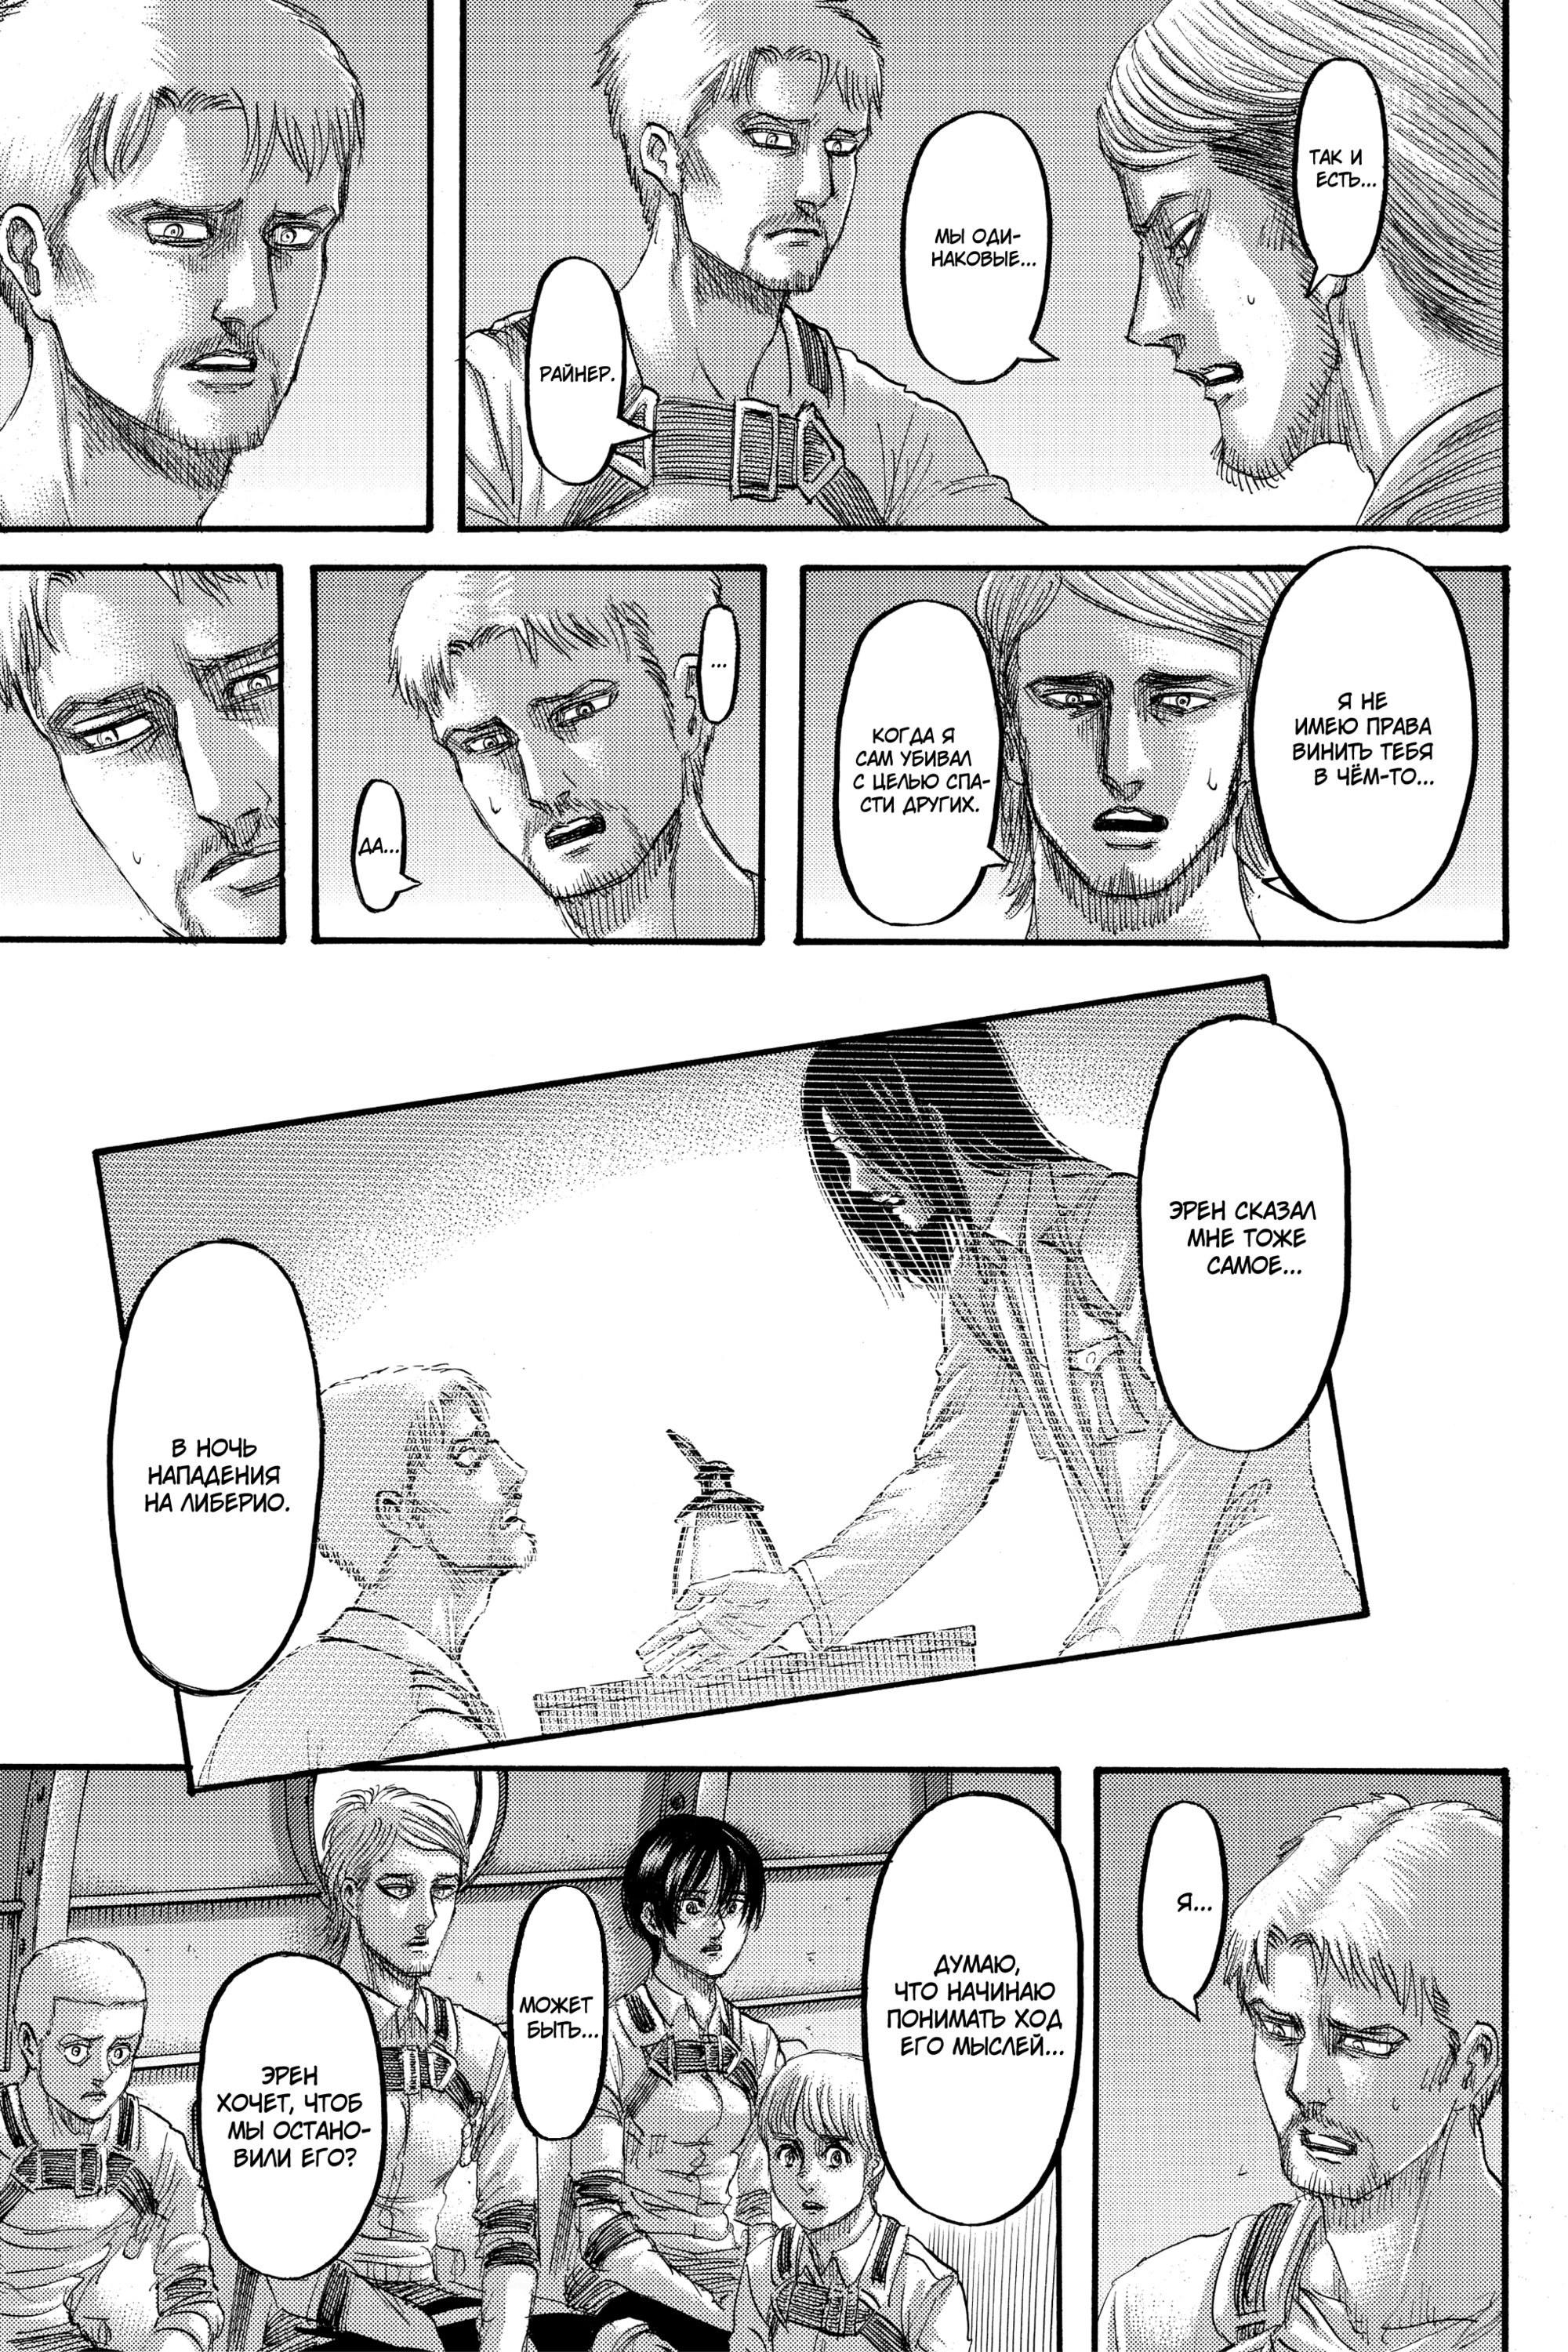 ТАК И
ЕСТЬ...
МЫ ОДИ-
НАКОВЫЕ...
РАЙНЕР.
Я НЕ
ИМЕЮ ПРАВА
ВИНИТЬ ТЕБЯ
В ЧЁМ-ТО...
КОГДА Я
САМ УБИВАЛ
С ЦЕЛЬЮ СПА-
СТИ ДРУГИХ.
...
ДА...
ЭРЕН СКАЗАЛ
МНЕ ТОЖЕ
САМОЕ...
В НОЧЬ
НАПАДЕНИЯ
НА ЛИБЕРИО.
Я...
ДУМАЮ,
ЧТО НАЧИНАЮ
ПОНИМАТЬ ХОД
ЕГО МЫСЛЕЙ...
МОЖЕТ
БЫТЬ...
ЭРЕН
ХОЧЕТ, ЧТОБ
МЫ ОСТАНО-
ВИЛИ ЕГО?